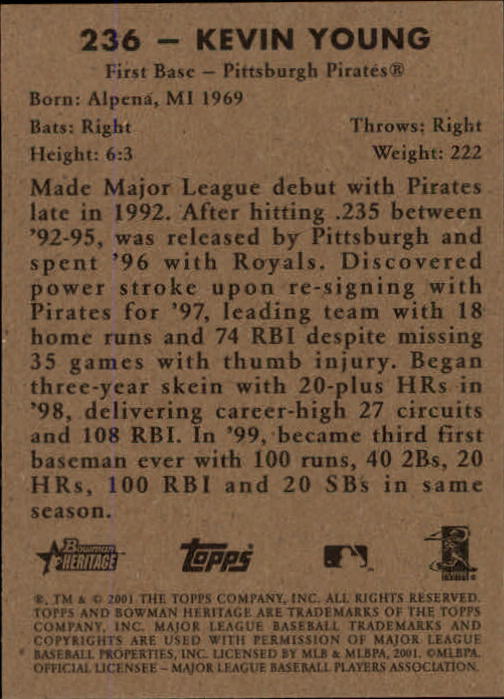 236 – KEVIN YOUNG
First Base – Pittsburgh Pirates®
Born: Alpena, MI 1969
Bats: Right Throws: Right
Height: 6:3 Weight: 222
Made Major League debut with Pirates
late in 1992. After hitting .235 between
'92-95, was released by Pittsburgh and
spent '96 with Royals. Discovered
power stroke upon re-signing with
Pirates for '97, leading team with 18
home runs and 74 RBI despite missing
35 games with thumb injury. Began
three-year skein with 20-plus HRs in
'98, delivering career-high 27 circuits
and 108 RBI. In '99, became third first
baseman ever with 100 runs, 40 2Bs, 20
HRs, 100 RBI and 20 SBs in same
season.
Bowman
HERITAGE topps
®, TM & © 2001 THE TOPPS COMPANY, INC. ALL RIGHTS RESERVED.
TOPPS AND BOWMAN HERITAGE ARE TRADEMARKS OF THE TOPPS
COMPANY, INC. MAJOR LEAGUE BASEBALL TRADEMARKS AND
COPYRIGHTS ARE USED WITH PERMISSION OF MAJOR LEAGUE
BASEBALL PROPERTIES, INC. LICENSED BY MLB & MLBPA, 2001. ©MLBPA.
OFFICIAL LICENSEE – MAJOR LEAGUE BASEBALL PLAYERS ASSOCIATION.